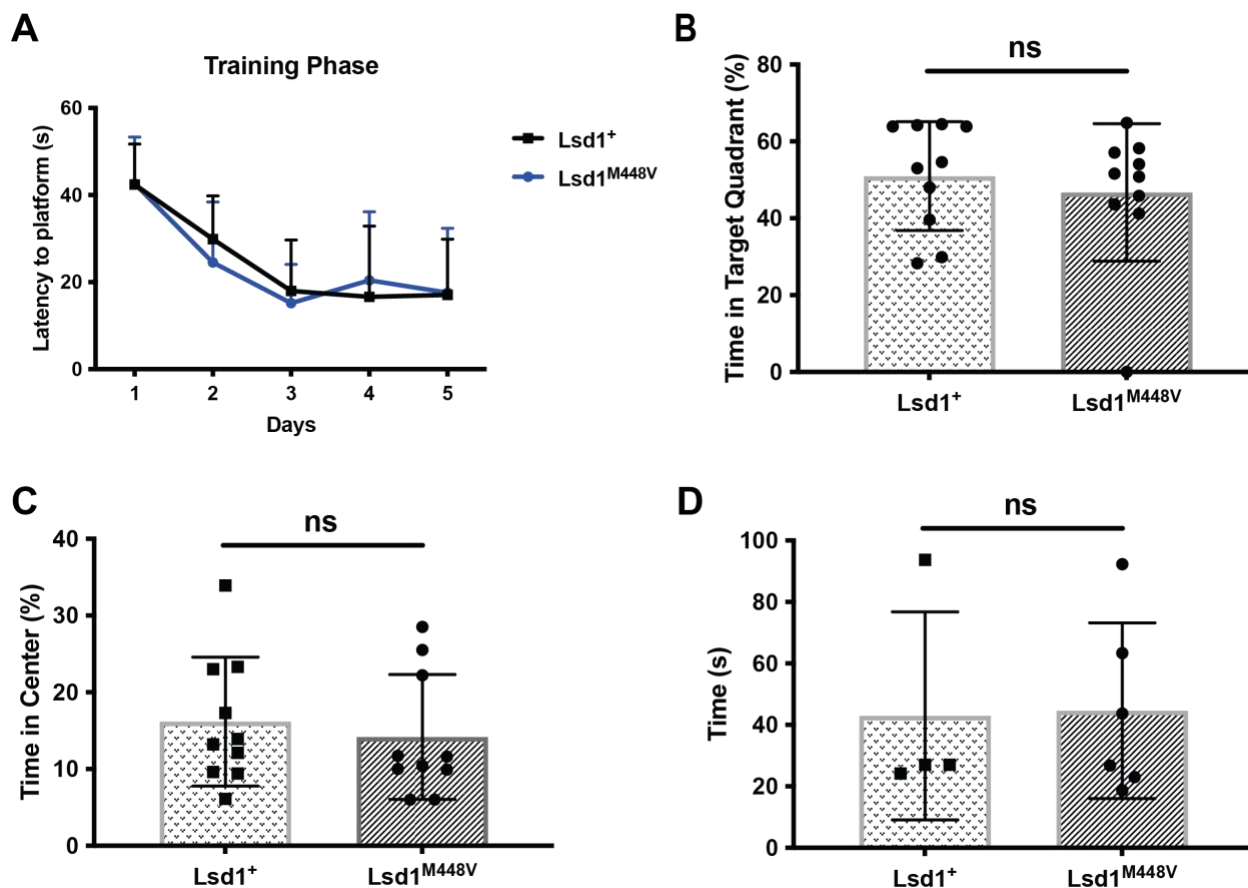 A
Training Phase
Latency to platform (s)
60
40
20
0
1 2 3 4 5
Days
Lsd1⁺
Lsd1ᴹ⁴⁴⁸ⱽ
B
ns
Time in Target Quadrant (%)
80
60
40
20
0
Lsd1⁺ Lsd1ᴹ⁴⁴⁸ⱽ
C
ns
Time in Center (%)
40
30
20
10
0
Lsd1⁺ Lsd1ᴹ⁴⁴⁸ⱽ
D
ns
Time (s)
100
80
60
40
20
0
Lsd1⁺ Lsd1ᴹ⁴⁴⁸ⱽ